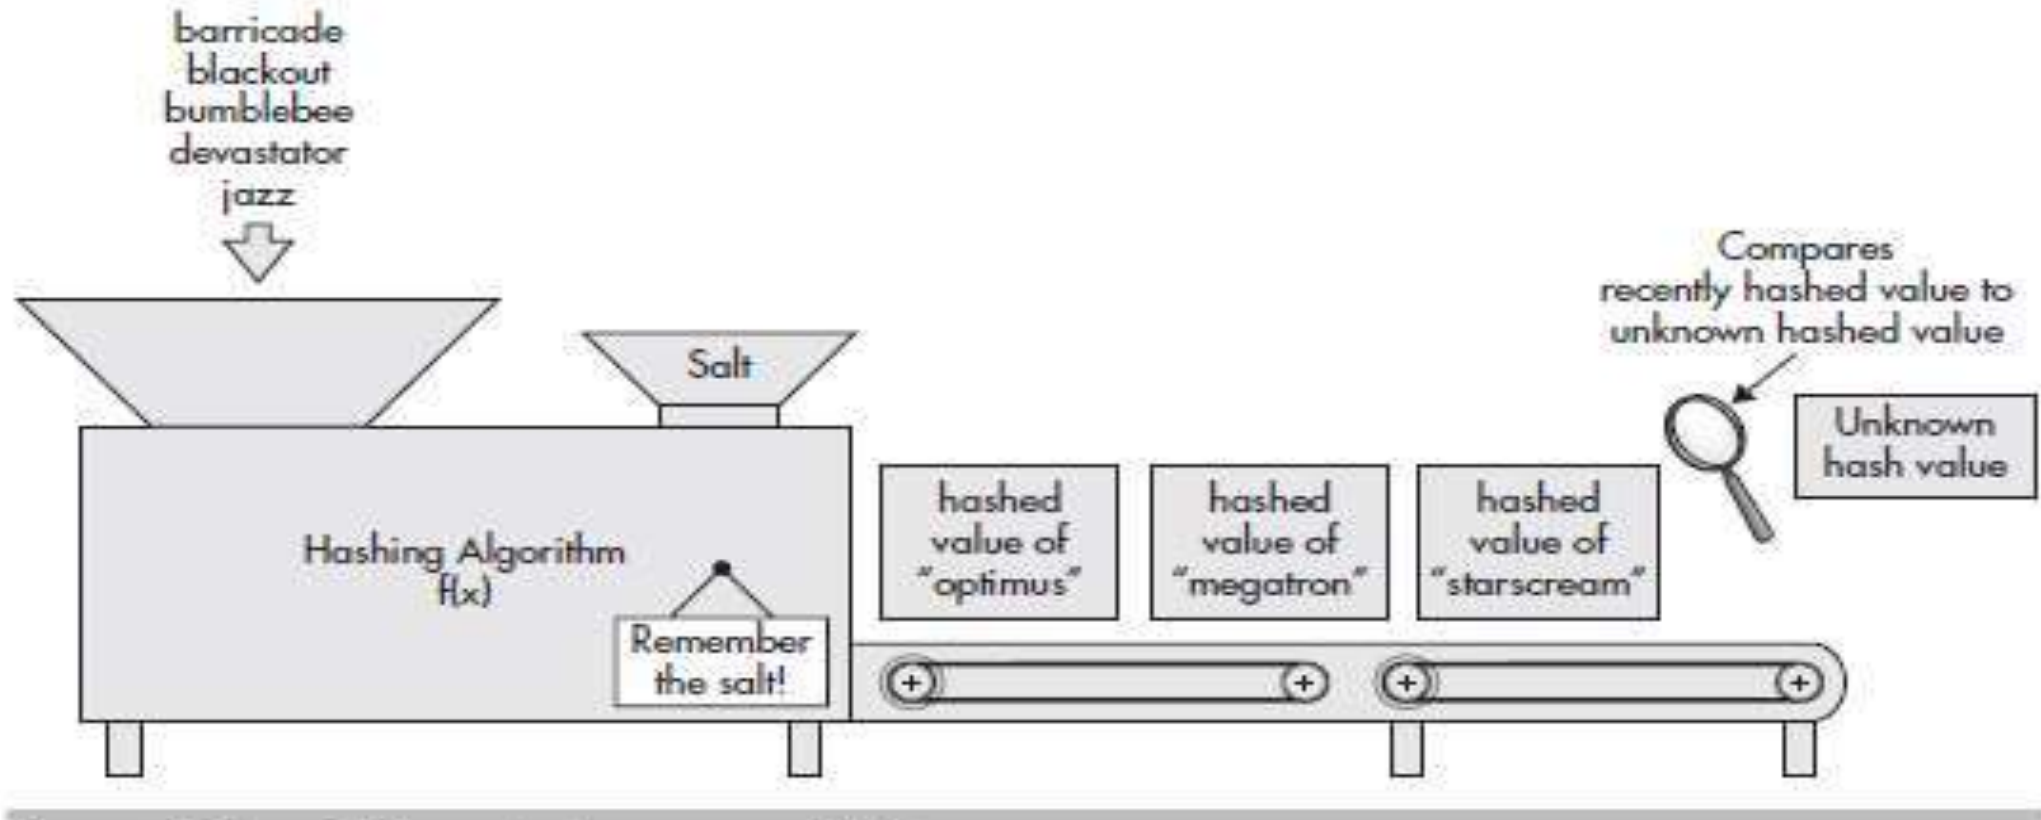 barricade
blackout
bumblebee
devastator
jazz
Salt
Hashing Algorithm
f(x)
Remember
the salt!
hashed
value of
"optimus"
hashed
value of
"megatron"
hashed
value of
"starscream"
Compares
recently hashed value to
unknown hashed value
Unknown
hash value